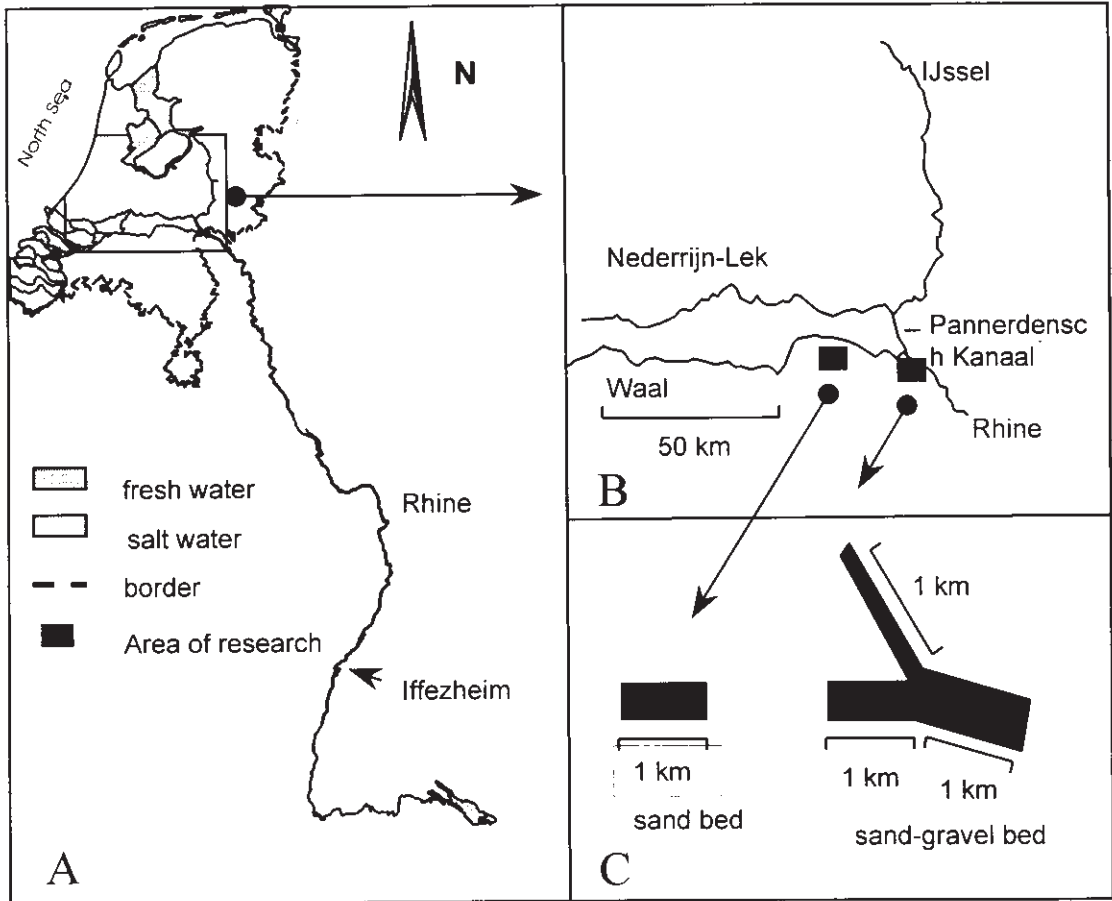 North Sea
N
fresh water
salt water
border
Area of research
Rhine
Iffezheim
A
IJssel
Nederrijn-Lek
Pannerdensc
h Kanaal
Waal
Rhine
50 km
B
1 km
1 km
1 km
1 km
sand bed
sand-gravel bed
C